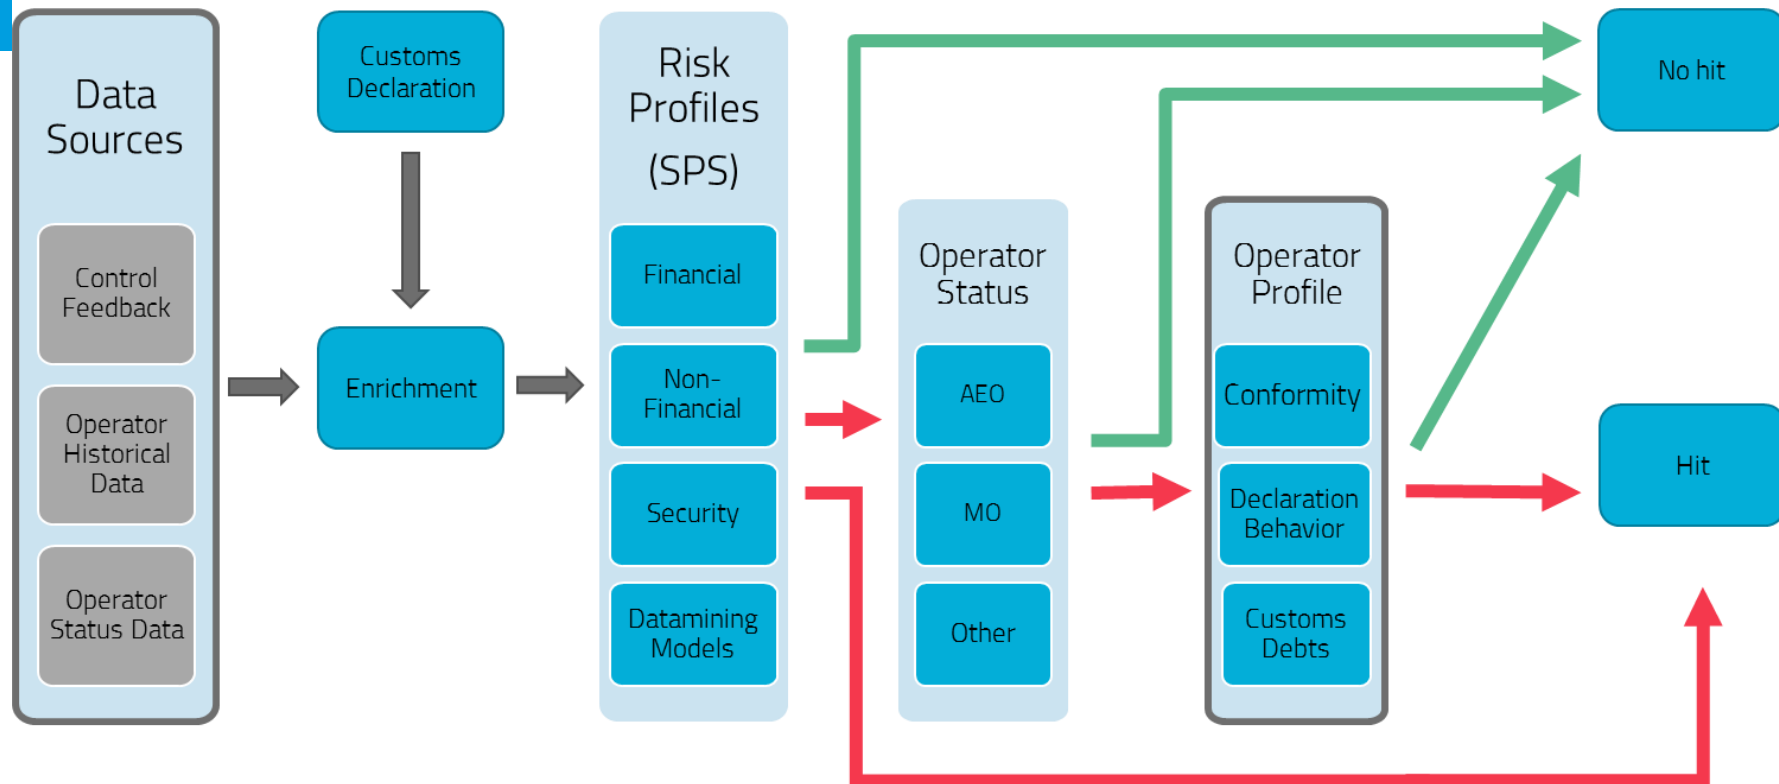 Data
Sources
Control
Feedback
Operator
Historical
Data
Operator
Status Data
Customs
Declaration
Enrichment
Risk
Profiles
(SPS)
Financial
Non-
Financial
Security
Datamining
Models
Operator
Status
AEO
MO
Other
Operator
Profile
Conformity
Declaration
Behavior
Customs
Debts
No hit
Hit